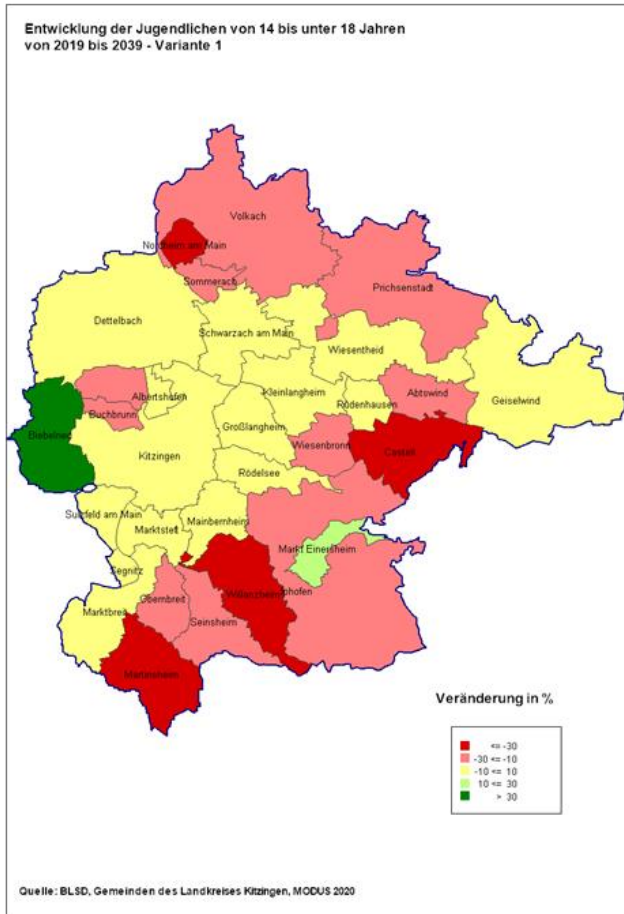 Entwicklung der Jugendlichen von 14 bis unter 18 Jahren
von 2019 bis 2039 - Variante 1
Volkach
Nordheim am Main
Sommerach
Prichsenstadt
Dettelbach
Schwarzach am Main
Wiesentheid
Kleinlangheim
Abtswind
Geiselwind
Albertshofen
Rüdenhausen
Buchbrunn
Biebelried
Großlangheim
Wiesenbronn
Castell
Kitzingen
Rödelsee
Sulzfeld am Main
Marktsteft
Mainbernheim
Markt Einersheim
Segnitz
Willanzheim
Iphofen
Obernbreit
Marktbreit
Seinsheim
Martinsheim
Veränderung in %
<= -30
-30 <= -10
-10 <= 10
10 <= 30
> 30
Quelle: BLSD, Gemeinden des Landkreises Kitzingen, MODUS 2020